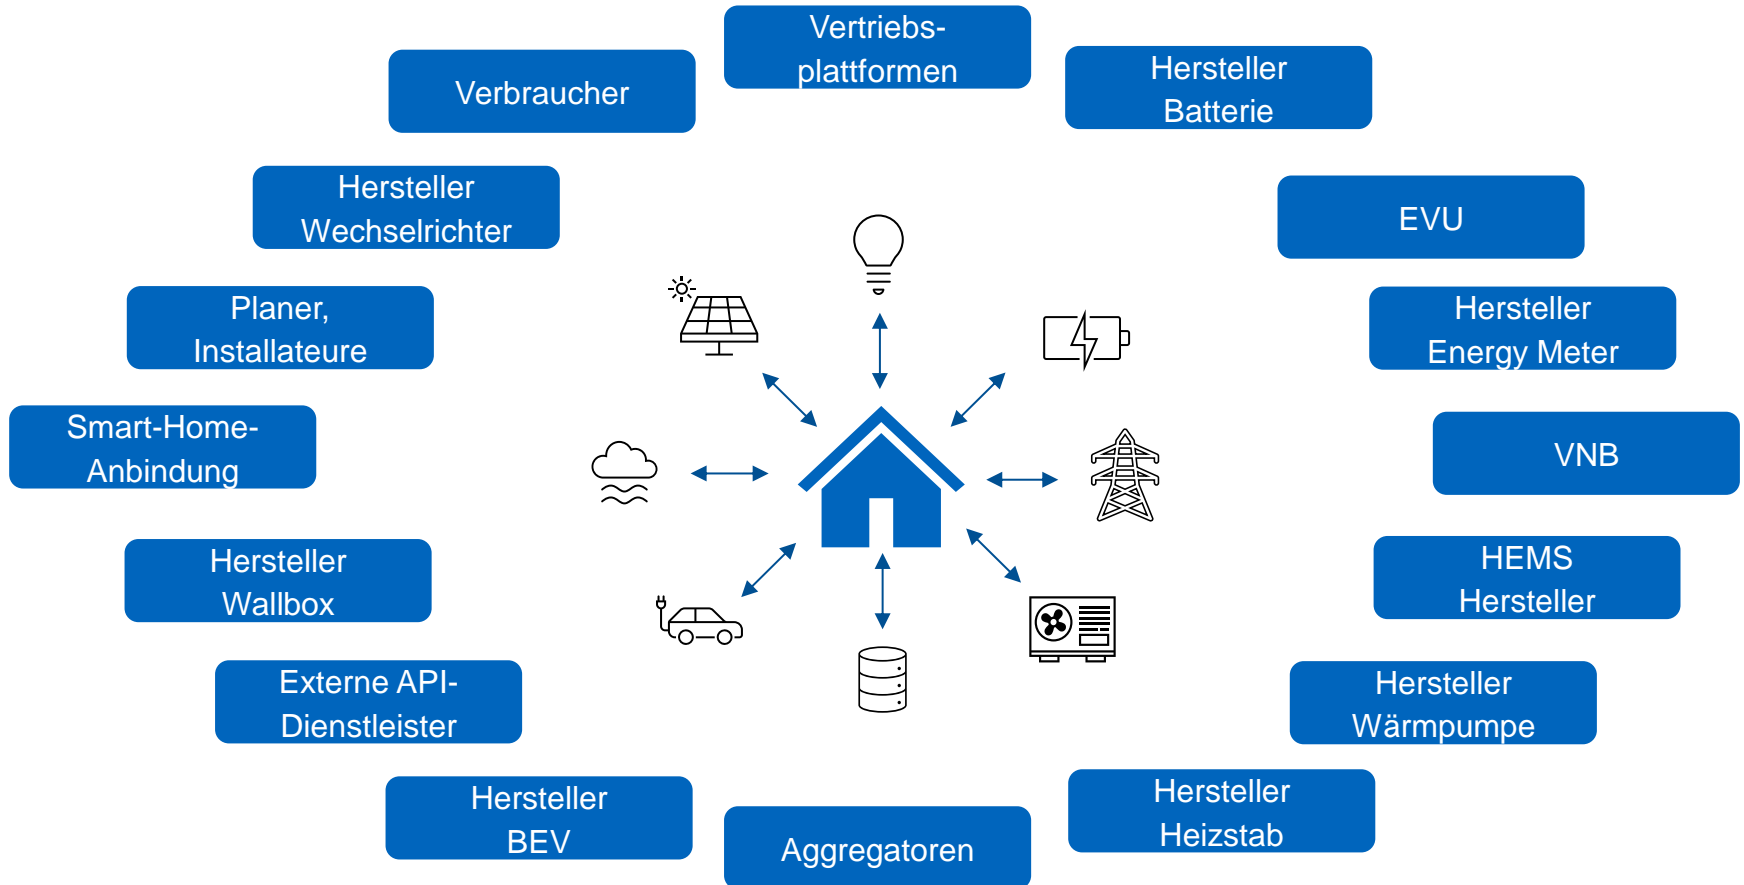 Vertriebs-
plattformen
Verbraucher
Hersteller
Batterie
Hersteller
Wechselrichter
EVU
Planer,
Installateure
Hersteller
Energy Meter
Smart-Home-
Anbindung
VNB
Hersteller
Wallbox
HEMS
Hersteller
Externe API-
Dienstleister
Hersteller
Wärmpumpe
Hersteller
BEV
Aggregatoren
Hersteller
Heizstab